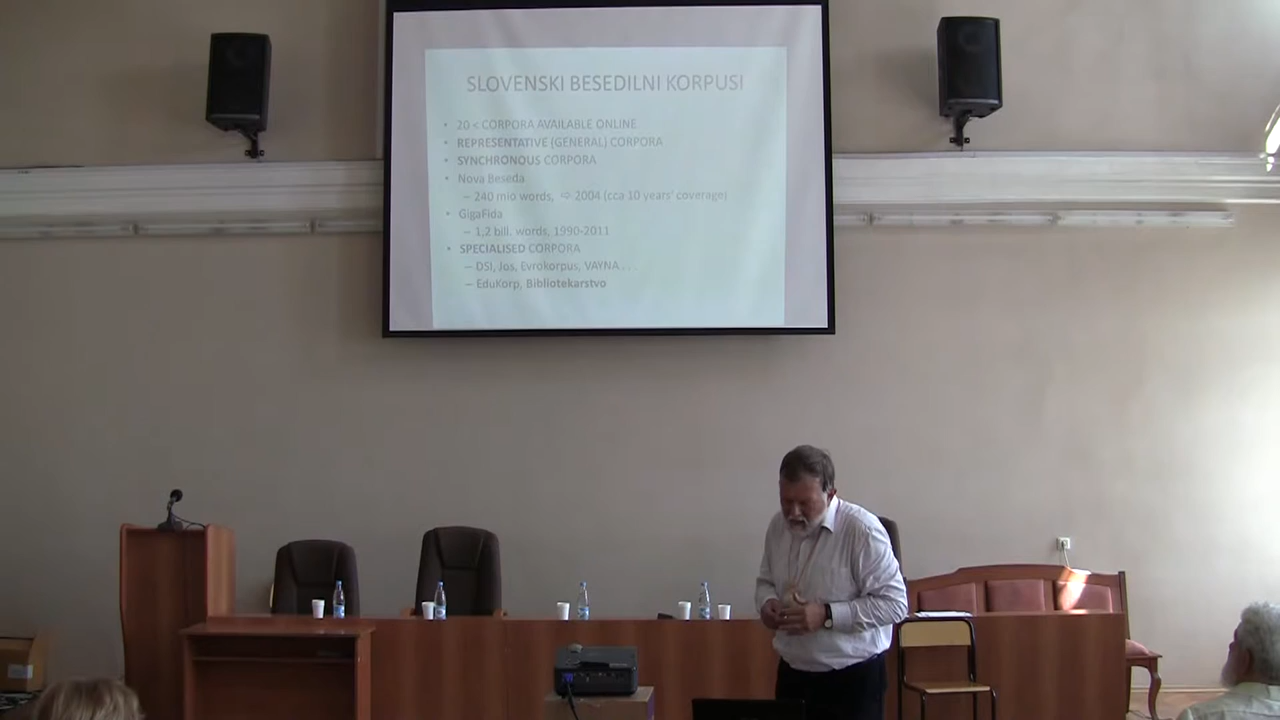 SLOVENSKI BESEDILNI KORPUSI
• 20 < CORPORA AVAILABLE ONLINE
• REPRESENTATIVE (GENERAL) CORPORA
• SYNCHRONOUS CORPORA
• Nova Beseda
– 240 mio words, ⇨ 2004 (cca 10 years' coverage)
• GigaFida
– 1,2 bill. words, 1990-2011
• SPECIALISED CORPORA
– DSI, Jos, Evrokorpus, VAYNA . . .
– EduKorp, Bibliotekarstvo